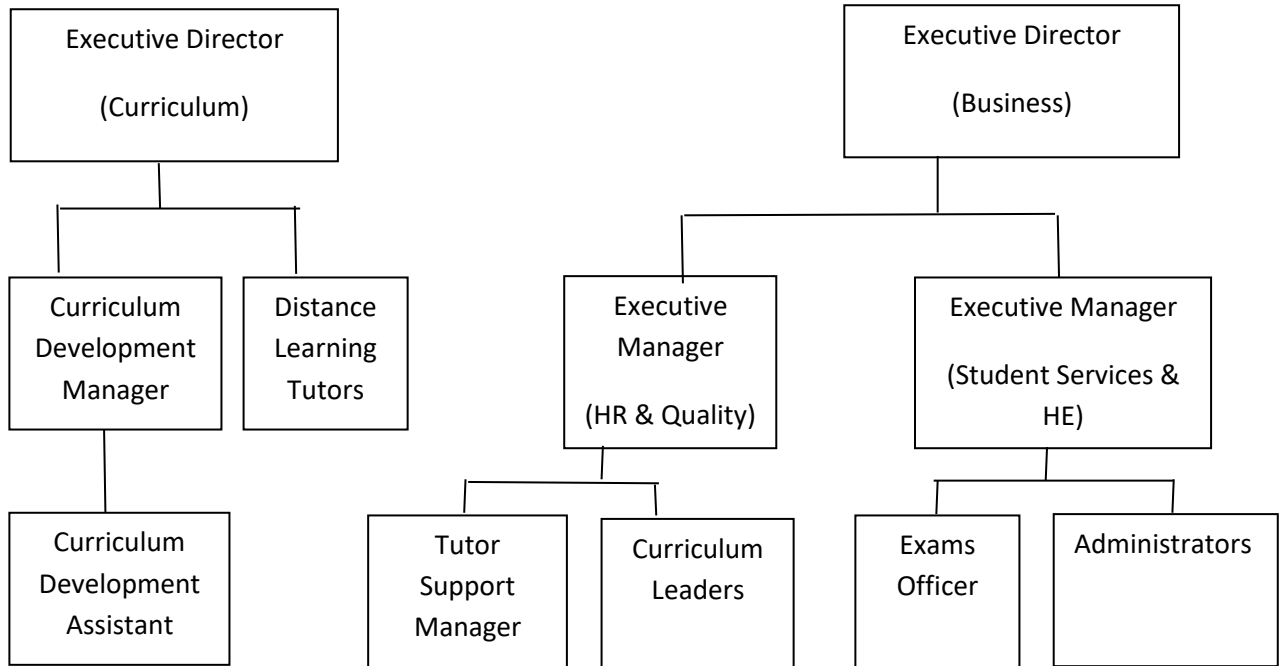 Executive Director
(Curriculum)
Executive Director
(Business)
Curriculum
Development
Manager
Distance
Learning
Tutors
Executive
Manager
(HR & Quality)
Executive Manager
(Student Services &
HE)
Curriculum
Development
Assistant
Tutor
Support
Manager
Curriculum
Leaders
Exams
Officer
Administrators